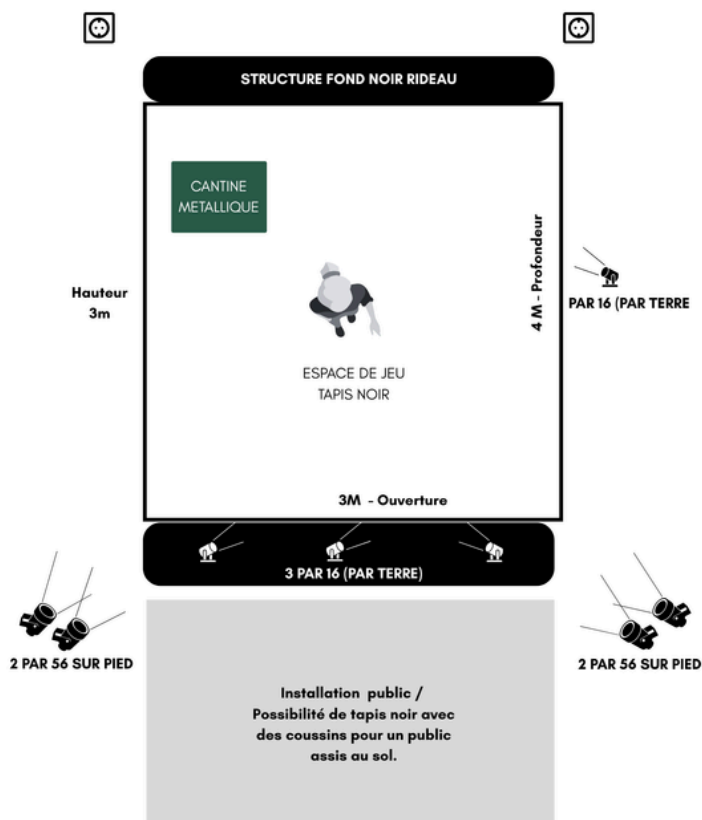 STRUCTURE FOND NOIR RIDEAU
CANTINE
METALLIQUE
4 M - Profondeur
Hauteur
3m
PAR 16 (PAR TERRE
ESPACE DE JEU
TAPIS NOIR
3M - Ouverture
3 PAR 16 (PAR TERRE)
2 PAR 56 SUR PIED
2 PAR 56 SUR PIED
Installation public /
Possibilité de tapis noir avec
des coussins pour un public
assis au sol.